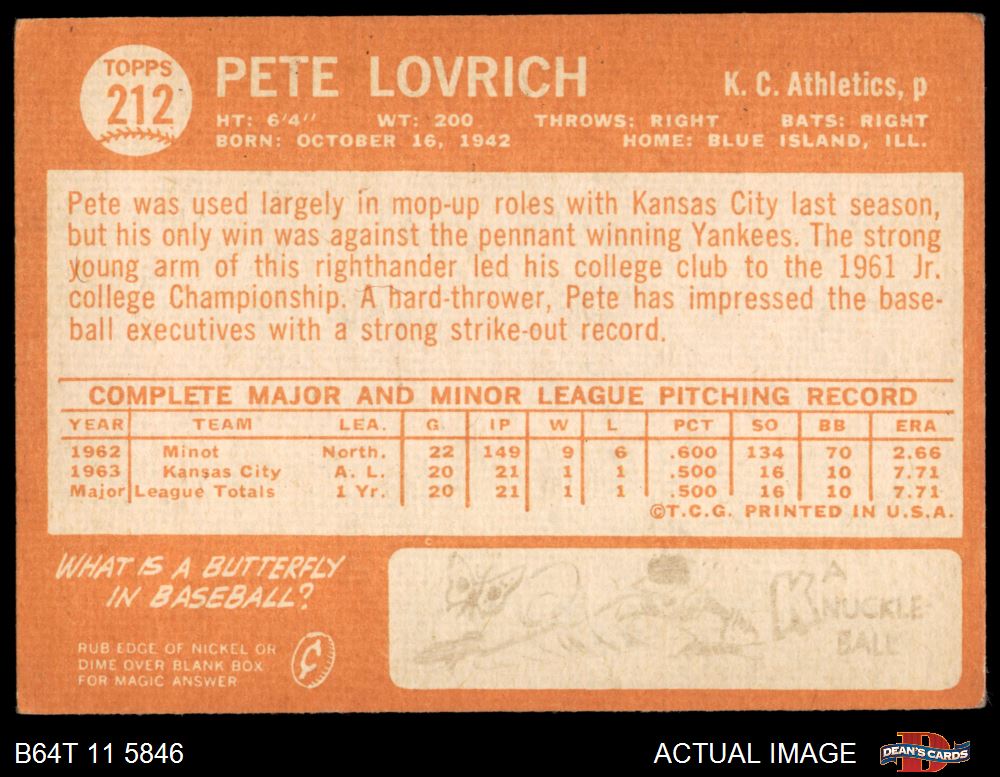 TOPPS
212
PETE LOVRICH
K. C. Athletics, p
HT: 6'4" WT: 200 THROWS: RIGHT BATS: RIGHT
BORN: OCTOBER 16, 1942 HOME: BLUE ISLAND, ILL.
Pete was used largely in mop-up roles with Kansas City last season,
but his only win was against the pennant winning Yankees. The strong
young arm of this righthander led his college club to the 1961 Jr.
college Championship. A hard-thrower, Pete has impressed the base-
ball executives with a strong strike-out record.
COMPLETE MAJOR AND MINOR LEAGUE PITCHING RECORD
YEAR TEAM LEA. G IP W L PCT SO BB ERA
1962 Minot North. 22 149 9 6 .600 134 70 2.66
1963 Kansas City A. L. 20 21 1 1 .500 16 10 7.71
Major League Totals 1 Yr. 20 21 1 1 .500 16 10 7.71
©T.C.G. PRINTED IN U.S.A.
WHAT IS A BUTTERFLY
IN BASEBALL?
RUB EDGE OF NICKEL OR
DIME OVER BLANK BOX
FOR MAGIC ANSWER
¢
A
KNUCKLE-
BALL
B64T 11 5846
ACTUAL IMAGE
D
DEAN'S CARDS